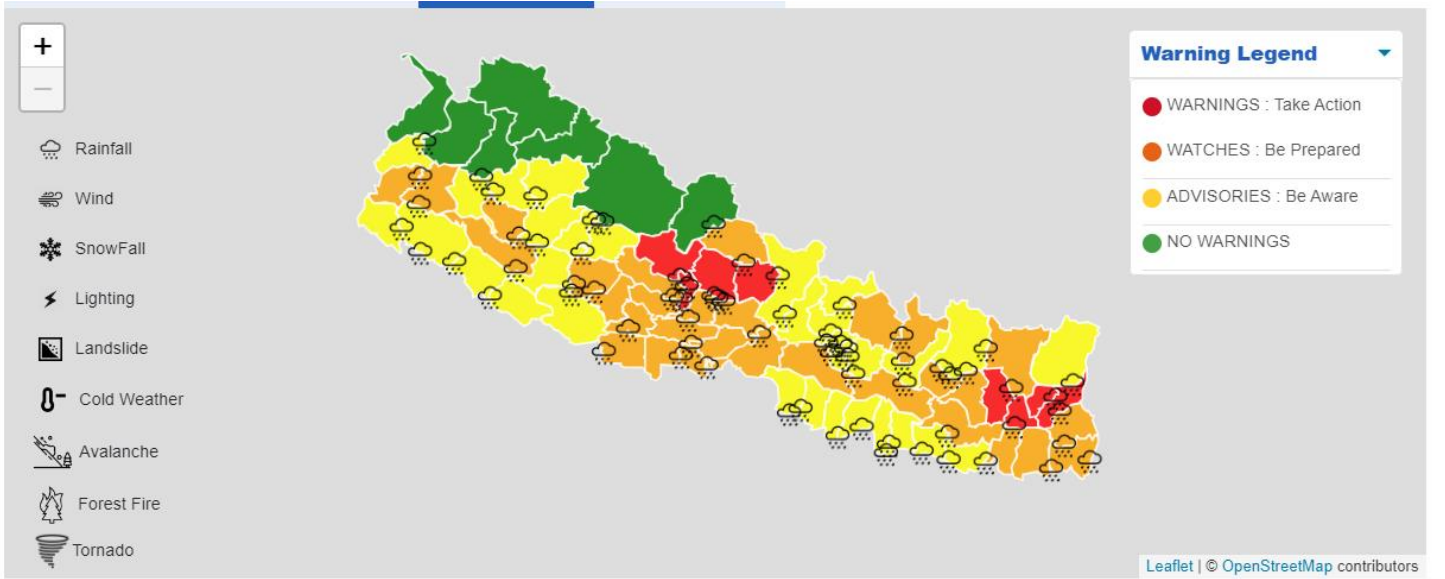 +
−
Rainfall
Wind
SnowFall
Lighting
Landslide
Cold Weather
Avalanche
Forest Fire
Tornado
Warning Legend
WARNINGS : Take Action
WATCHES : Be Prepared
ADVISORIES : Be Aware
NO WARNINGS
Leaflet | © OpenStreetMap contributors